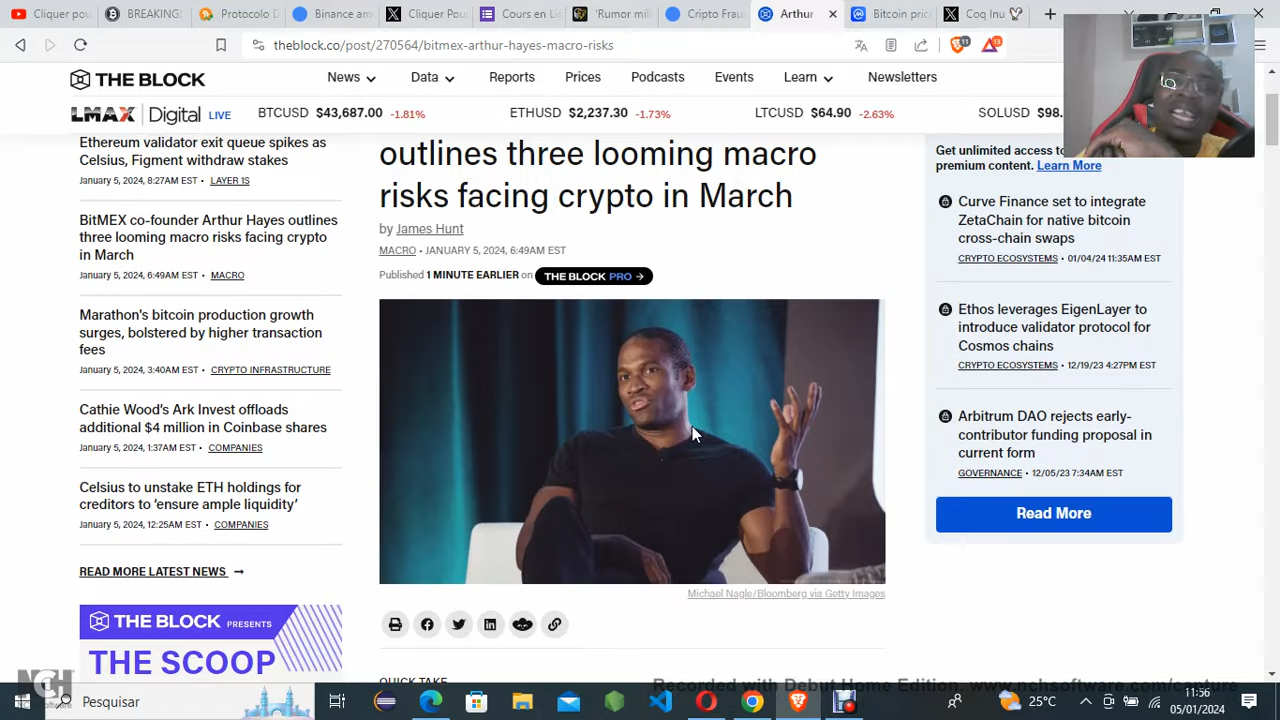 Cliquer pou
BREAKING!
Protocolo D
Binance am
Cliquer Pouc
Cours en Lie
'Rumor mil
Cripto fraud
Arthur
Bitcoin price
Coq Inu
theblock.co/post/270564/bitmex-arthur-hayes-macro-risks
11
13
THE BLOCK
News
Data
Reports
Prices
Podcasts
Events
Learn
Newsletters
LMAX Digital LIVE
BTCUSD $43,687.00 -1.81%
ETHUSD $2,237.30 -1.73%
LTCUSD $64.90 -2.63%
SOLUSD $98.
Ethereum validator exit queue spikes as
Celsius, Figment withdraw stakes
January 5, 2024, 8:27AM EST • LAYER 1S
BitMEX co-founder Arthur Hayes outlines
three looming macro risks facing crypto
in March
January 5, 2024, 6:49AM EST • MACRO
Marathon's bitcoin production growth
surges, bolstered by higher transaction
fees
January 5, 2024, 3:40AM EST • CRYPTO INFRASTRUCTURE
Cathie Wood's Ark Invest offloads
additional $4 million in Coinbase shares
January 5, 2024, 1:37AM EST • COMPANIES
Celsius to unstake ETH holdings for
creditors to 'ensure ample liquidity'
January 5, 2024, 12:25AM EST • COMPANIES
READ MORE LATEST NEWS →
THE BLOCK PRESENTS
THE SCOOP
outlines three looming macro
risks facing crypto in March
by James Hunt
MACRO • JANUARY 5, 2024, 6:49AM EST
Published 1 MINUTE EARLIER on THE BLOCK PRO →
Michael Nagle/Bloomberg via Getty Images
QUICK TAKE
Get unlimited access to
premium content. Learn More
Curve Finance set to integrate
ZetaChain for native bitcoin
cross-chain swaps
CRYPTO ECOSYSTEMS • 01/04/24 11:35AM EST
Ethos leverages EigenLayer to
introduce validator protocol for
Cosmos chains
CRYPTO ECOSYSTEMS • 12/19/23 4:27PM EST
Arbitrum DAO rejects early-
contributor funding proposal in
current form
GOVERNANCE • 12/05/23 7:34AM EST
Read More
NCH
software.com
Recorded with Debut Home Edition. www.nchsoftware.com/capture
Pesquisar
25°C
11:56
05/01/2024